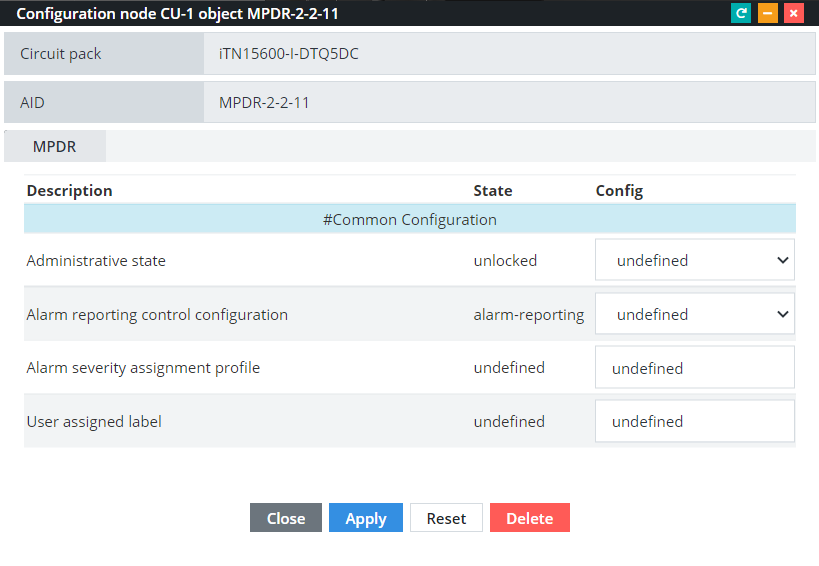 Configuration node CU-1 object MPDR-2-2-11
Circuit pack iTN15600-I-DTQ5DC
AID MPDR-2-2-11
MPDR
Description State Config
#Common Configuration
Administrative state unlocked undefined
Alarm reporting control configuration alarm-reporting undefined
Alarm severity assignment profile undefined undefined
User assigned label undefined undefined
Close Apply Reset Delete